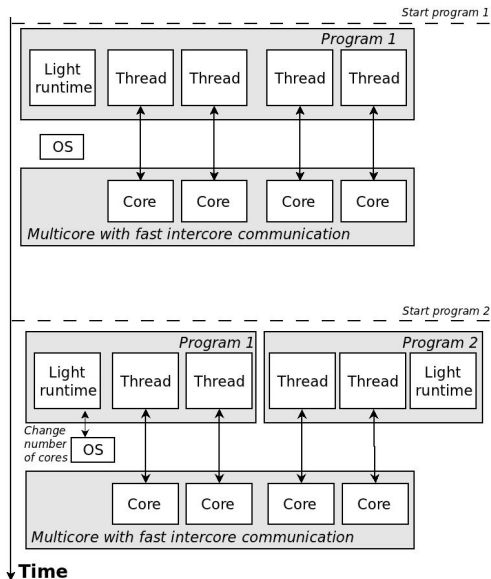 Start program 1
Program 1
Light
runtime
Thread
Thread
Thread
Thread
OS
Core
Core
Core
Core
Multicore with fast intercore communication
Start program 2
Program 1
Program 2
Light
runtime
Thread
Thread
Thread
Thread
Light
runtime
Change
number
of cores
OS
Core
Core
Core
Core
Multicore with fast intercore communication
Time